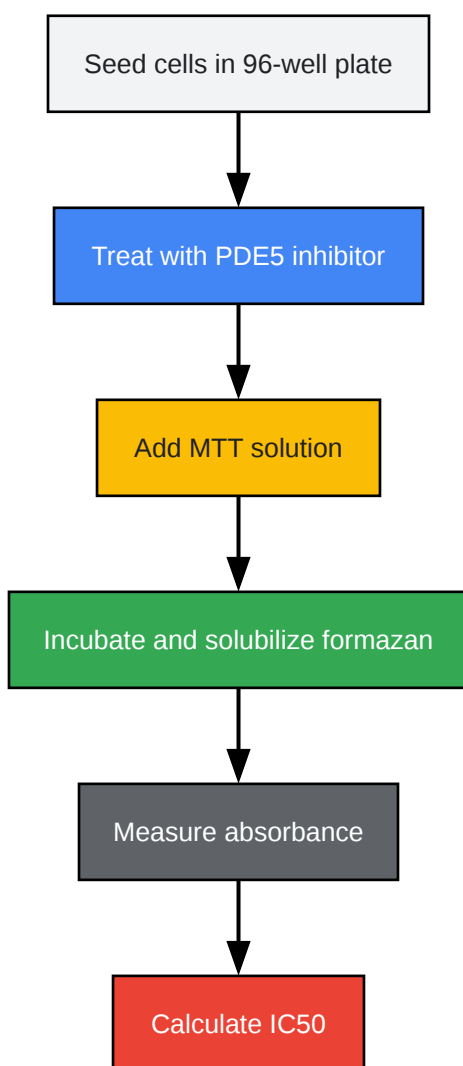 Seed cells in 96-well plate
Treat with PDE5 inhibitor
Add MTT solution
Incubate and solubilize formazan
Measure absorbance
Calculate IC50